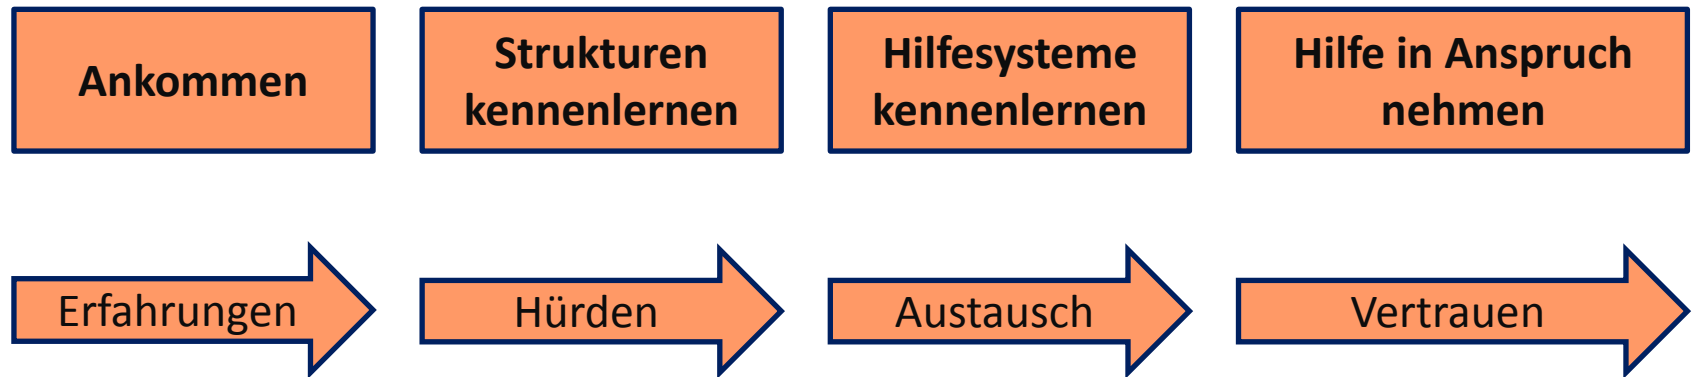 Ankommen
Strukturen
kennenlernen
Hilfesysteme
kennenlernen
Hilfe in Anspruch
nehmen
Erfahrungen
Hürden
Austausch
Vertrauen